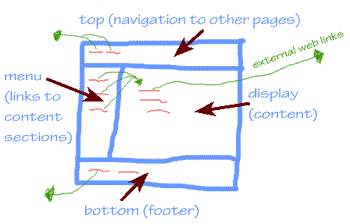 top (navigation to other pages)
external web links
menu
(links to
content
sections)
display
(content)
bottom (footer)